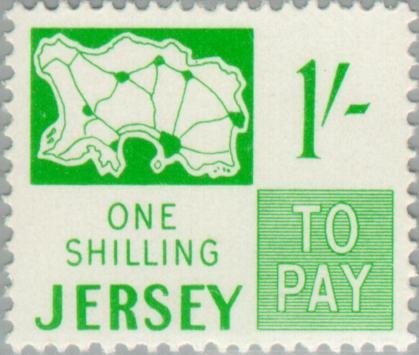 1/-
ONE
SHILLING
JERSEY
TO
PAY